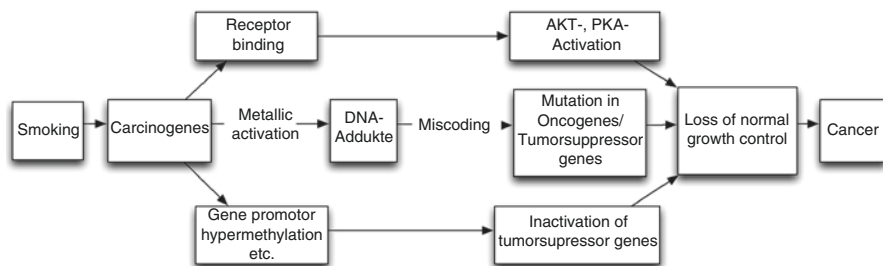 Receptor
binding
AKT-, PKA-
Activation
Smoking
Carcinogenes
Metallic
activation
DNA-
Addukte
Miscoding
Mutation in
Oncogenes/
Tumorsuppressor
genes
Loss of normal
growth control
Cancer
Gene promotor
hypermethylation
etc.
Inactivation of
tumorsupressor genes